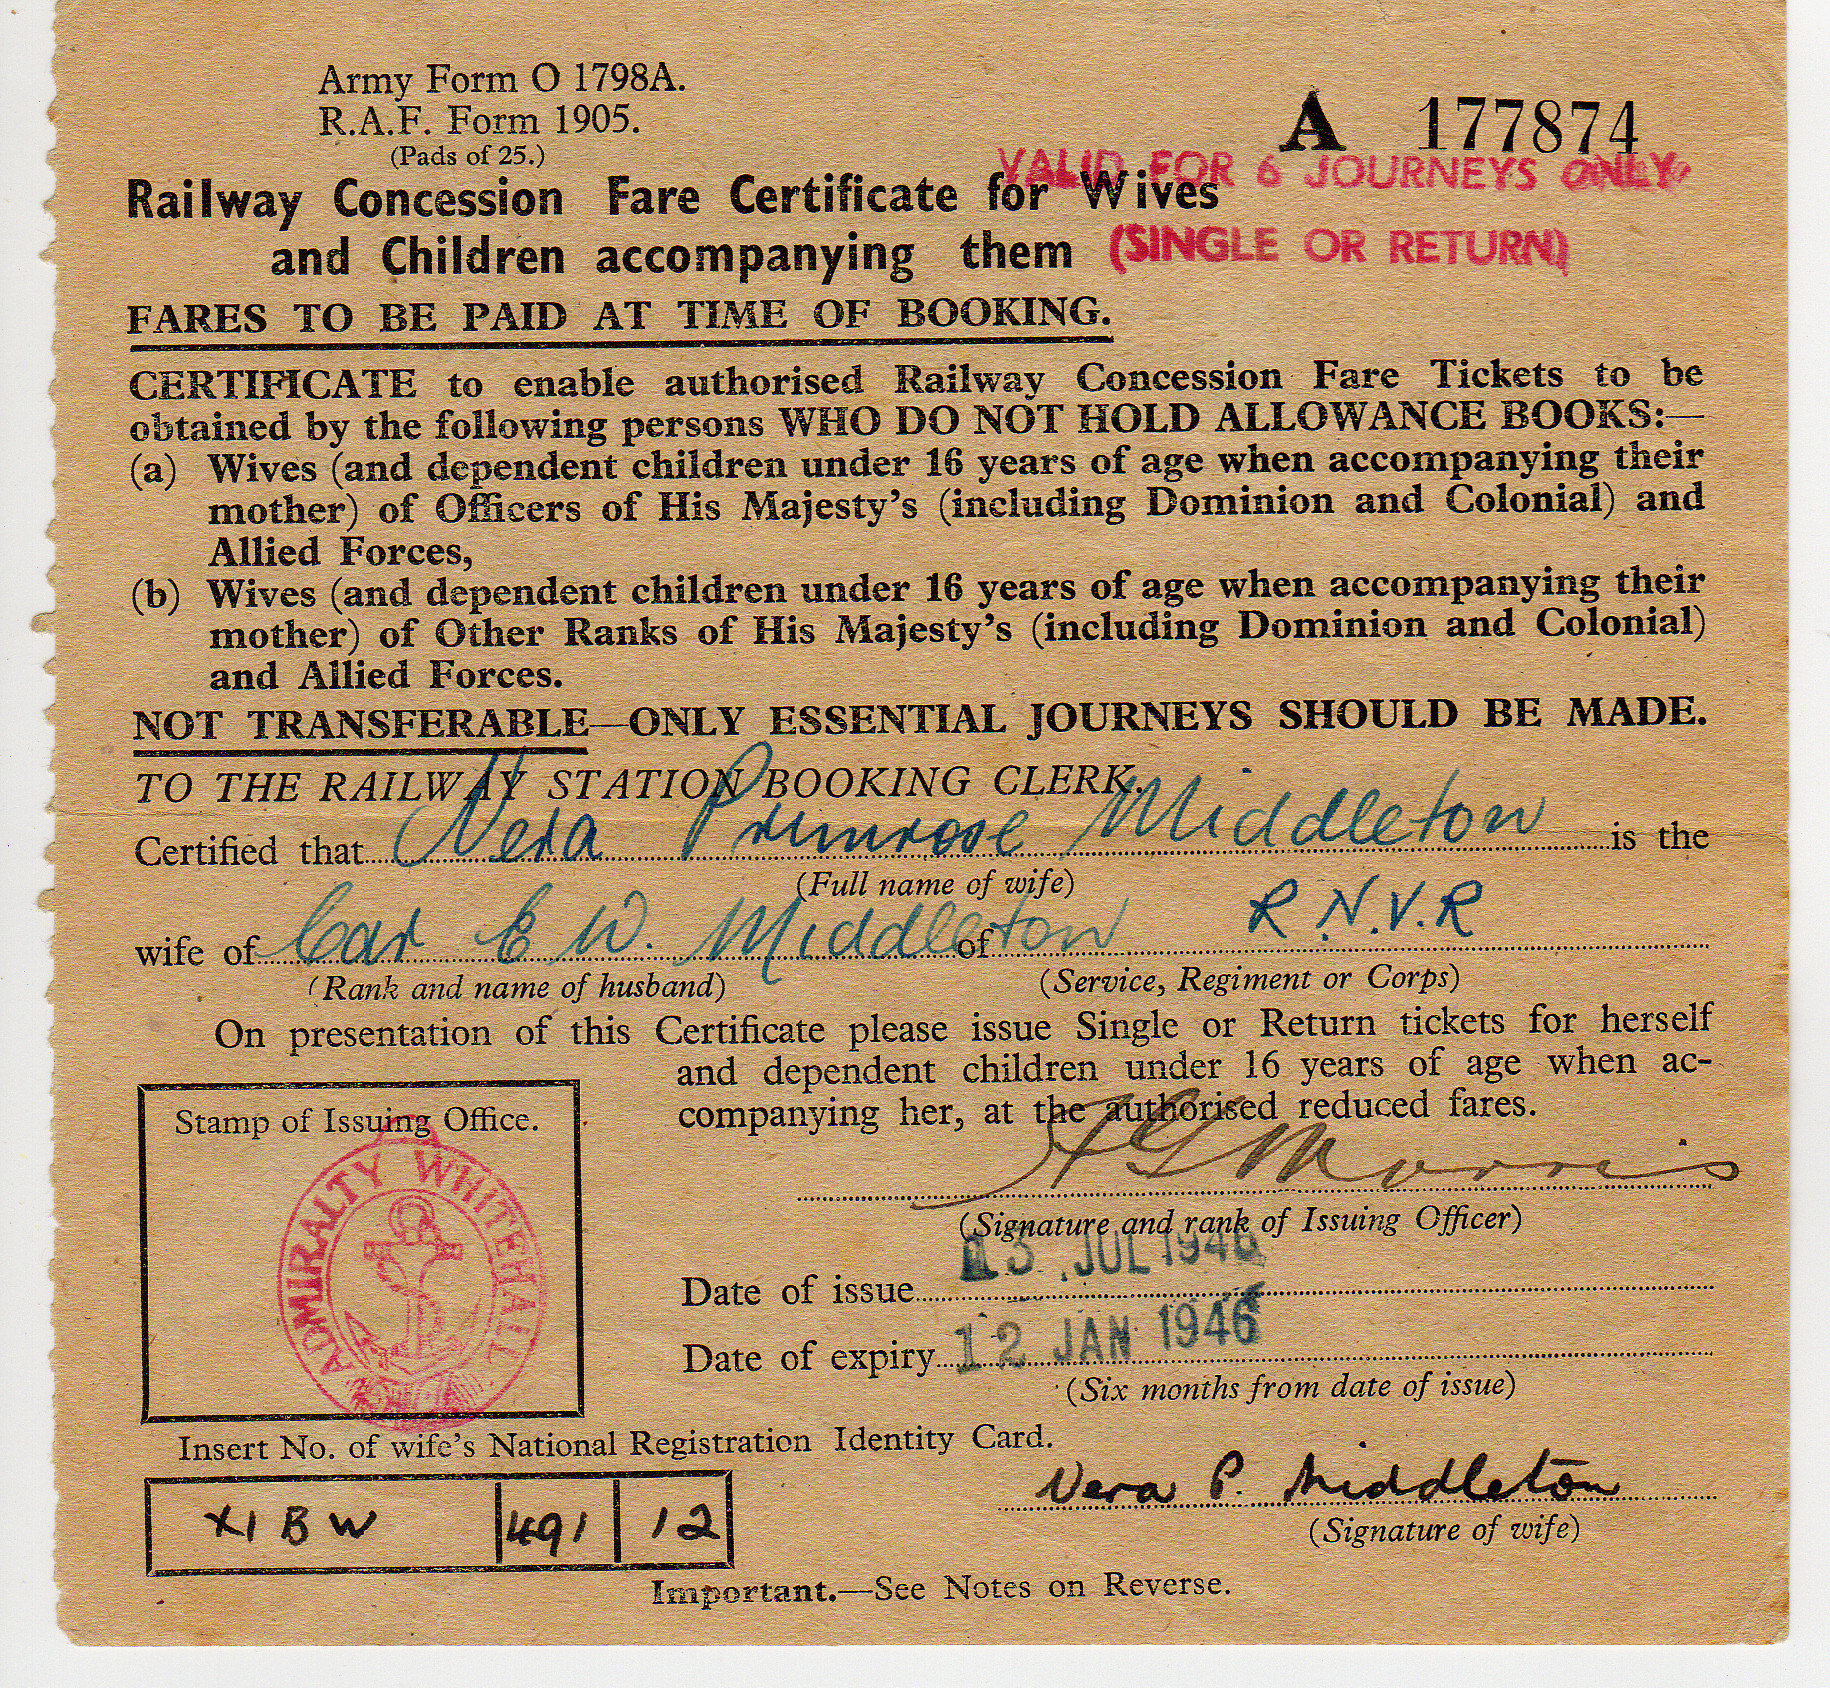 Army Form O 1798A.
R.A.F. Form 1905.
(Pads of 25.)
A 177874
VALID FOR 6 JOURNEYS ONLY
Railway Concession Fare Certificate for Wives
and Children accompanying them (SINGLE OR RETURN)
FARES TO BE PAID AT TIME OF BOOKING.
CERTIFICATE to enable authorised Railway Concession Fare Tickets to be
obtained by the following persons WHO DO NOT HOLD ALLOWANCE BOOKS:—
(a) Wives (and dependent children under 16 years of age when accompanying their
mother) of Officers of His Majesty's (including Dominion and Colonial) and
Allied Forces,
(b) Wives (and dependent children under 16 years of age when accompanying their
mother) of Other Ranks of His Majesty's (including Dominion and Colonial)
and Allied Forces.
NOT TRANSFERABLE—ONLY ESSENTIAL JOURNEYS SHOULD BE MADE.
TO THE RAILWAY STATION BOOKING CLERK.
Certified that Vera Primrose Middleton is the
(Full name of wife)
wife of E W. Middleton of R.N.V.R
(Rank and name of husband) (Service, Regiment or Corps)
On presentation of this Certificate please issue Single or Return tickets for herself
and dependent children under 16 years of age when ac-
companying her, at the authorised reduced fares.
Stamp of Issuing Office.
ADMIRALTY WHITEHALL
Morris
(Signature and rank of Issuing Officer)
Date of issue 13 JUL 194
Date of expiry 12 JAN 1946
(Six months from date of issue)
Insert No. of wife's National Registration Identity Card.
X1BW 491 12
Vera P. Middleton
(Signature of wife)
Important.—See Notes on Reverse.